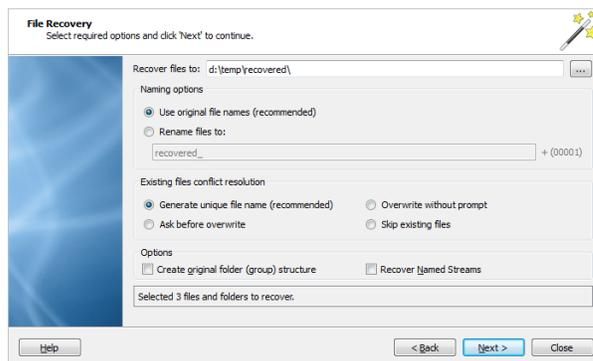 File Recovery
Select required options and click 'Next' to continue.
Recover files to: d:\temp\recovered\ ...
Naming options
Use original file names (recommended)
Rename files to:
recovered_ + (00001)
Existing files conflict resolution
Generate unique file name (recommended) Overwrite without prompt
Ask before overwrite Skip existing files
Options
Create original folder (group) structure Recover Named Streams
Selected 3 files and folders to recover.
Help < Back Next > Close